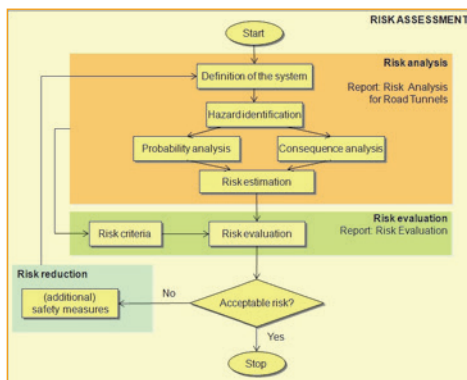 RISK ASSESSMENT
Start
Risk analysis
Report: Risk Analysis
for Road Tunnels
Definition of the system
Hazard identification
Probability analysis
Consequence analysis
Risk estimation
Risk evaluation
Report: Risk Evaluation
Risk criteria
Risk evaluation
Risk reduction
(additional)
safety measures
No
Acceptable risk?
Yes
Stop